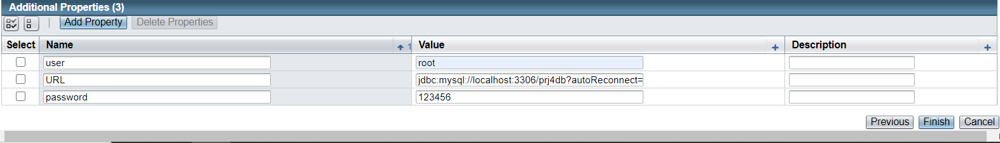 Additional Properties (3)
Add Property Delete Properties
Select Name 1 Value Description
user root
URL jdbc:mysql://localhost:3306/prj4db?autoReconnect=
password 123456
Previous Finish Cancel